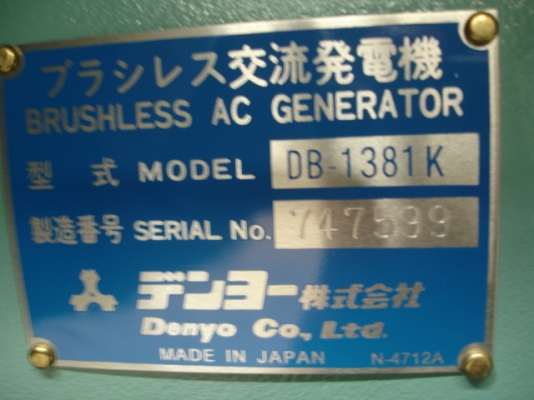 ブラシレス交流発電機
BRUSHLESS AC GENERATOR
型式 MODEL DB-1381K
製造番号 SERIAL No. 747599
デンヨー株式会社
Denyo Co., Ltd.
MADE IN JAPAN N-4712A